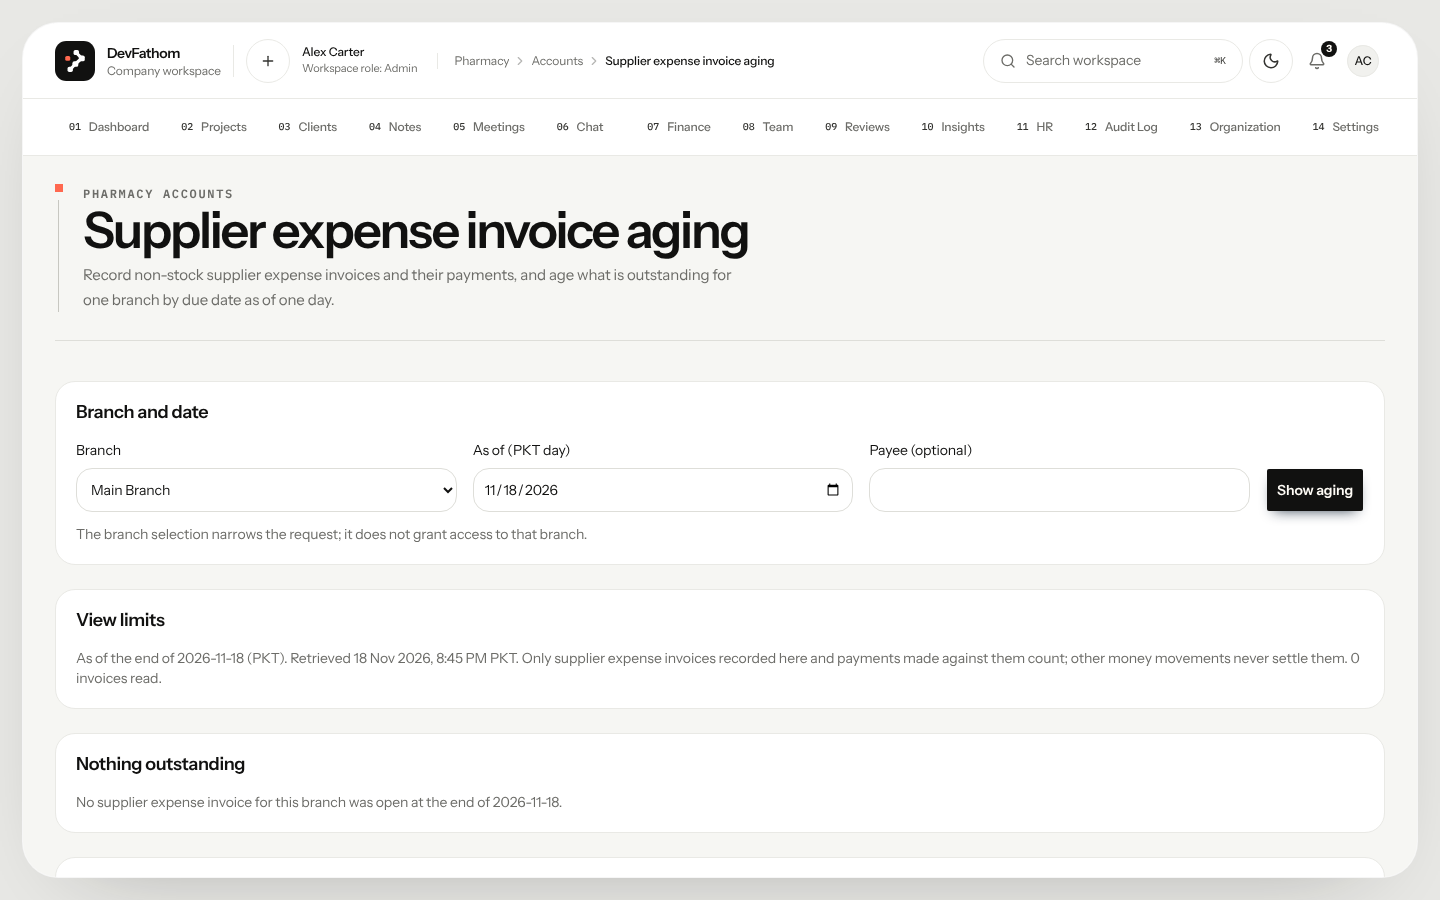 DevFathom
Company workspace
Alex Carter
Workspace role: Admin
Pharmacy > Accounts > Supplier expense invoice aging
Search workspace
⌘K
3
AC
01 Dashboard
02 Projects
03 Clients
04 Notes
05 Meetings
06 Chat
07 Finance
08 Team
09 Reviews
10 Insights
11 HR
12 Audit Log
13 Organization
14 Settings
PHARMACY ACCOUNTS
Supplier expense invoice aging
Record non-stock supplier expense invoices and their payments, and age what is outstanding for
one branch by due date as of one day.
Branch and date
Branch
As of (PKT day)
Payee (optional)
Main Branch
11/18/2026
Show aging
The branch selection narrows the request; it does not grant access to that branch.
View limits
As of the end of 2026-11-18 (PKT). Retrieved 18 Nov 2026, 8:45 PM PKT. Only supplier expense invoices recorded here and payments made against them count; other money movements never settle them. 0
invoices read.
Nothing outstanding
No supplier expense invoice for this branch was open at the end of 2026-11-18.